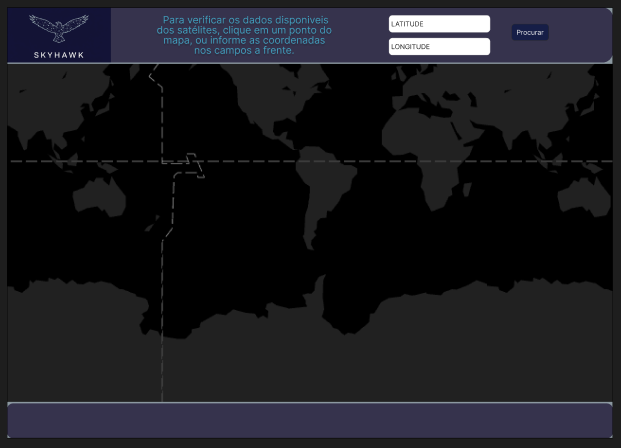 Para verificar os dados disponiveis
dos satélites, clique em um ponto do
mapa, ou informe as coordenadas
nos campos a frente.
LATITUDE
LONGITUDE
Procurar
SKYHAWK